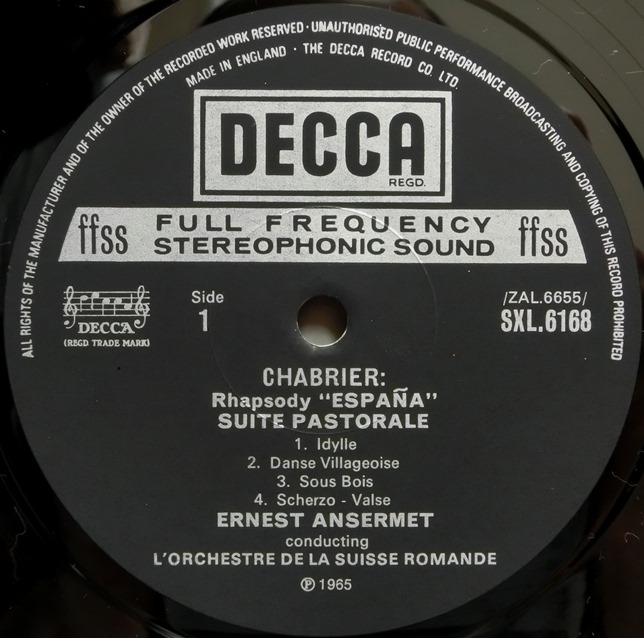 ALL RIGHTS OF THE MANUFACTURER AND OF THE OWNER OF THE RECORDED WORK RESERVED · UNAUTHORISED PUBLIC PERFORMANCE BROADCASTING AND COPYING OF THIS RECORD PROHIBITED
MADE IN ENGLAND · THE DECCA RECORD CO. LTD.
DECCA
REGD.
ffss FULL FREQUENCY STEREOPHONIC SOUND ffss
DECCA
(REGD TRADE MARK)
Side
1
/ZAL.6655/
SXL.6168
CHABRIER:
Rhapsody "ESPAÑA"
SUITE PASTORALE
1. Idylle
2. Danse Villageoise
3. Sous Bois
4. Scherzo - Valse
ERNEST ANSERMET
conducting
L'ORCHESTRE DE LA SUISSE ROMANDE
℗ 1965